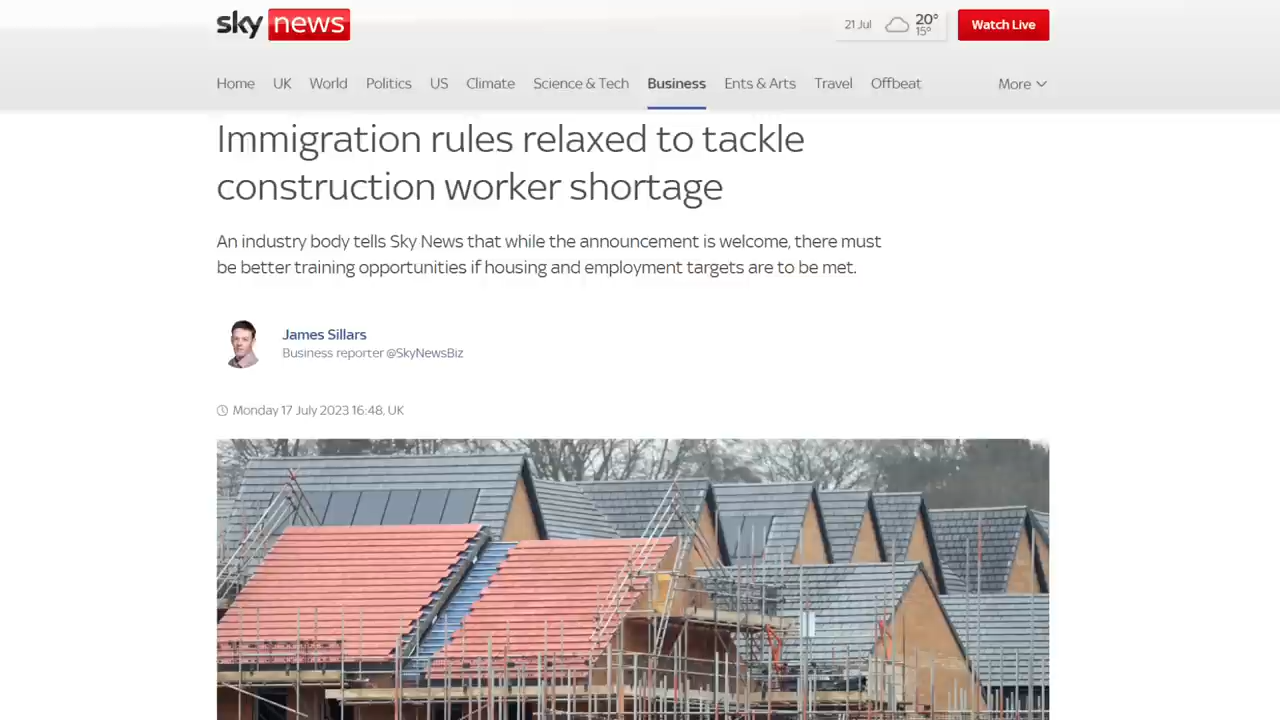 sky news
21 Jul 20° 15°
Watch Live
Home UK World Politics US Climate Science & Tech Business Ents & Arts Travel Offbeat More
Immigration rules relaxed to tackle
construction worker shortage
An industry body tells Sky News that while the announcement is welcome, there must
be better training opportunities if housing and employment targets are to be met.
James Sillars
Business reporter @SkyNewsBiz
Monday 17 July 2023 16:48, UK